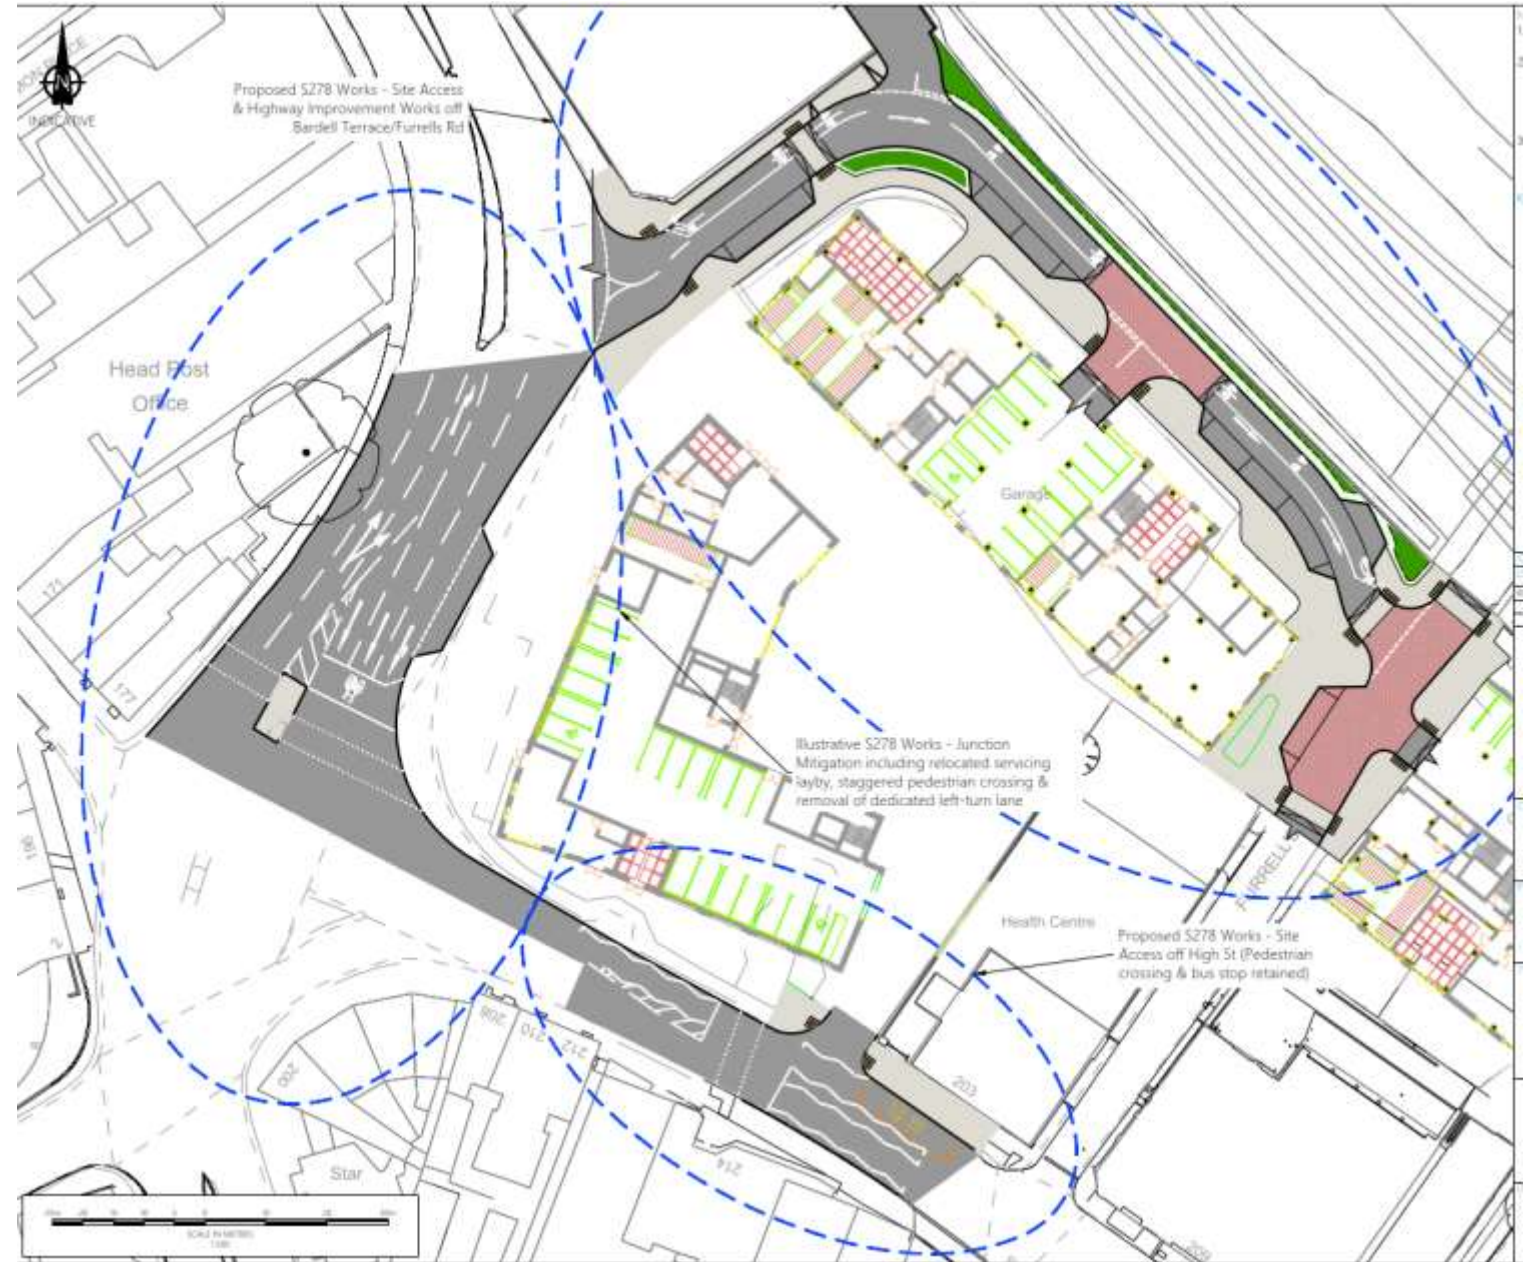 N
INDICATIVE
Proposed S278 Works - Site Access
& Highway Improvement Works off
Bardell Terrace/Furrells Rd
Head Post
Office
171
177
Garage
Illustrative S278 Works - Junction
Mitigation including relocated servicing
layby, staggered pedestrian crossing &
removal of dedicated left-turn lane
196
2
Health Centre
Proposed S278 Works - Site
Access off High St (Pedestrian
crossing & bus stop retained)
210
212
200
203
214
Star
SCALE IN METRES